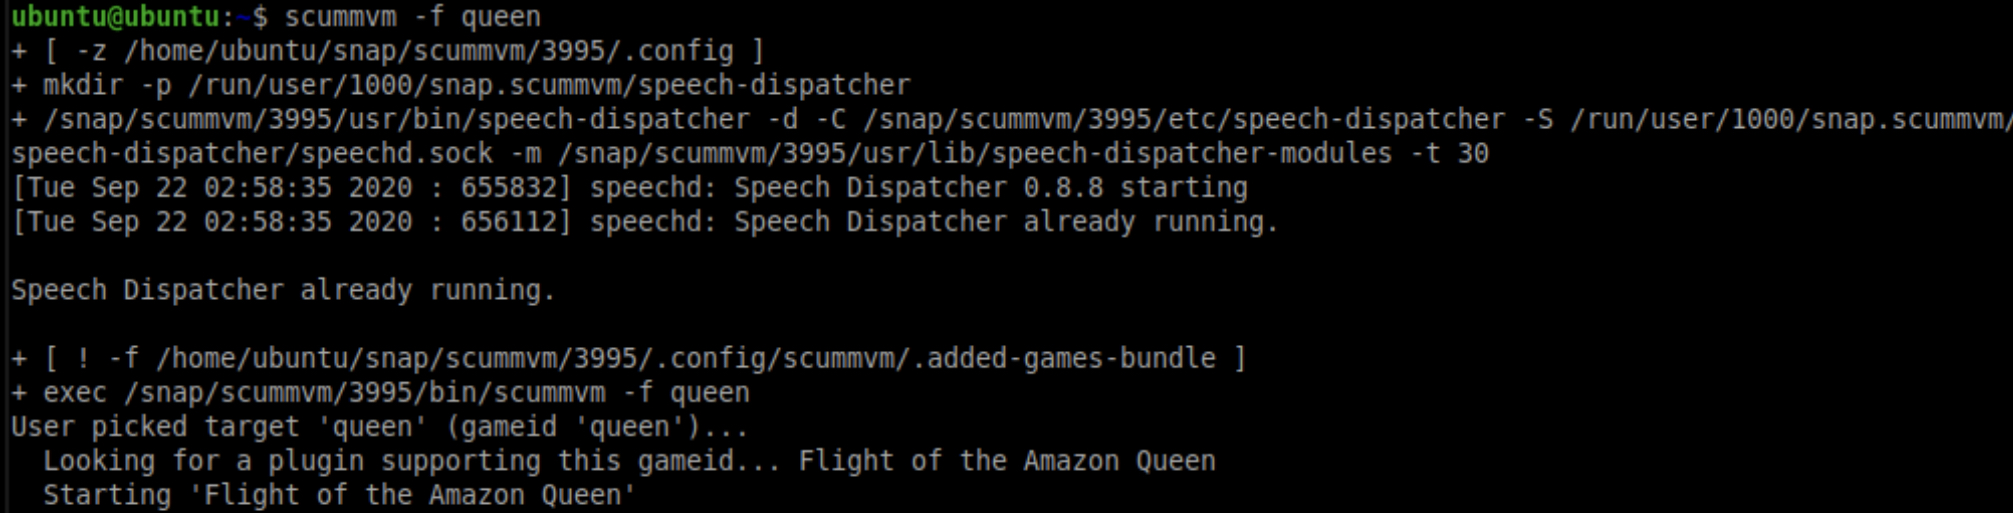 ubuntu@ubuntu:~$ scummvm -f queen
+ [ -z /home/ubuntu/snap/scummvm/3995/.config ]
+ mkdir -p /run/user/1000/snap.scummvm/speech-dispatcher
+ /snap/scummvm/3995/usr/bin/speech-dispatcher -d -C /snap/scummvm/3995/etc/speech-dispatcher -S /run/user/1000/snap.scummvm/
speech-dispatcher/speechd.sock -m /snap/scummvm/3995/usr/lib/speech-dispatcher-modules -t 30
[Tue Sep 22 02:58:35 2020 : 655832] speechd: Speech Dispatcher 0.8.8 starting
[Tue Sep 22 02:58:35 2020 : 656112] speechd: Speech Dispatcher already running.
Speech Dispatcher already running.
+ [ ! -f /home/ubuntu/snap/scummvm/3995/.config/scummvm/.added-games-bundle ]
+ exec /snap/scummvm/3995/bin/scummvm -f queen
User picked target 'queen' (gameid 'queen')...
  Looking for a plugin supporting this gameid... Flight of the Amazon Queen
  Starting 'Flight of the Amazon Queen'